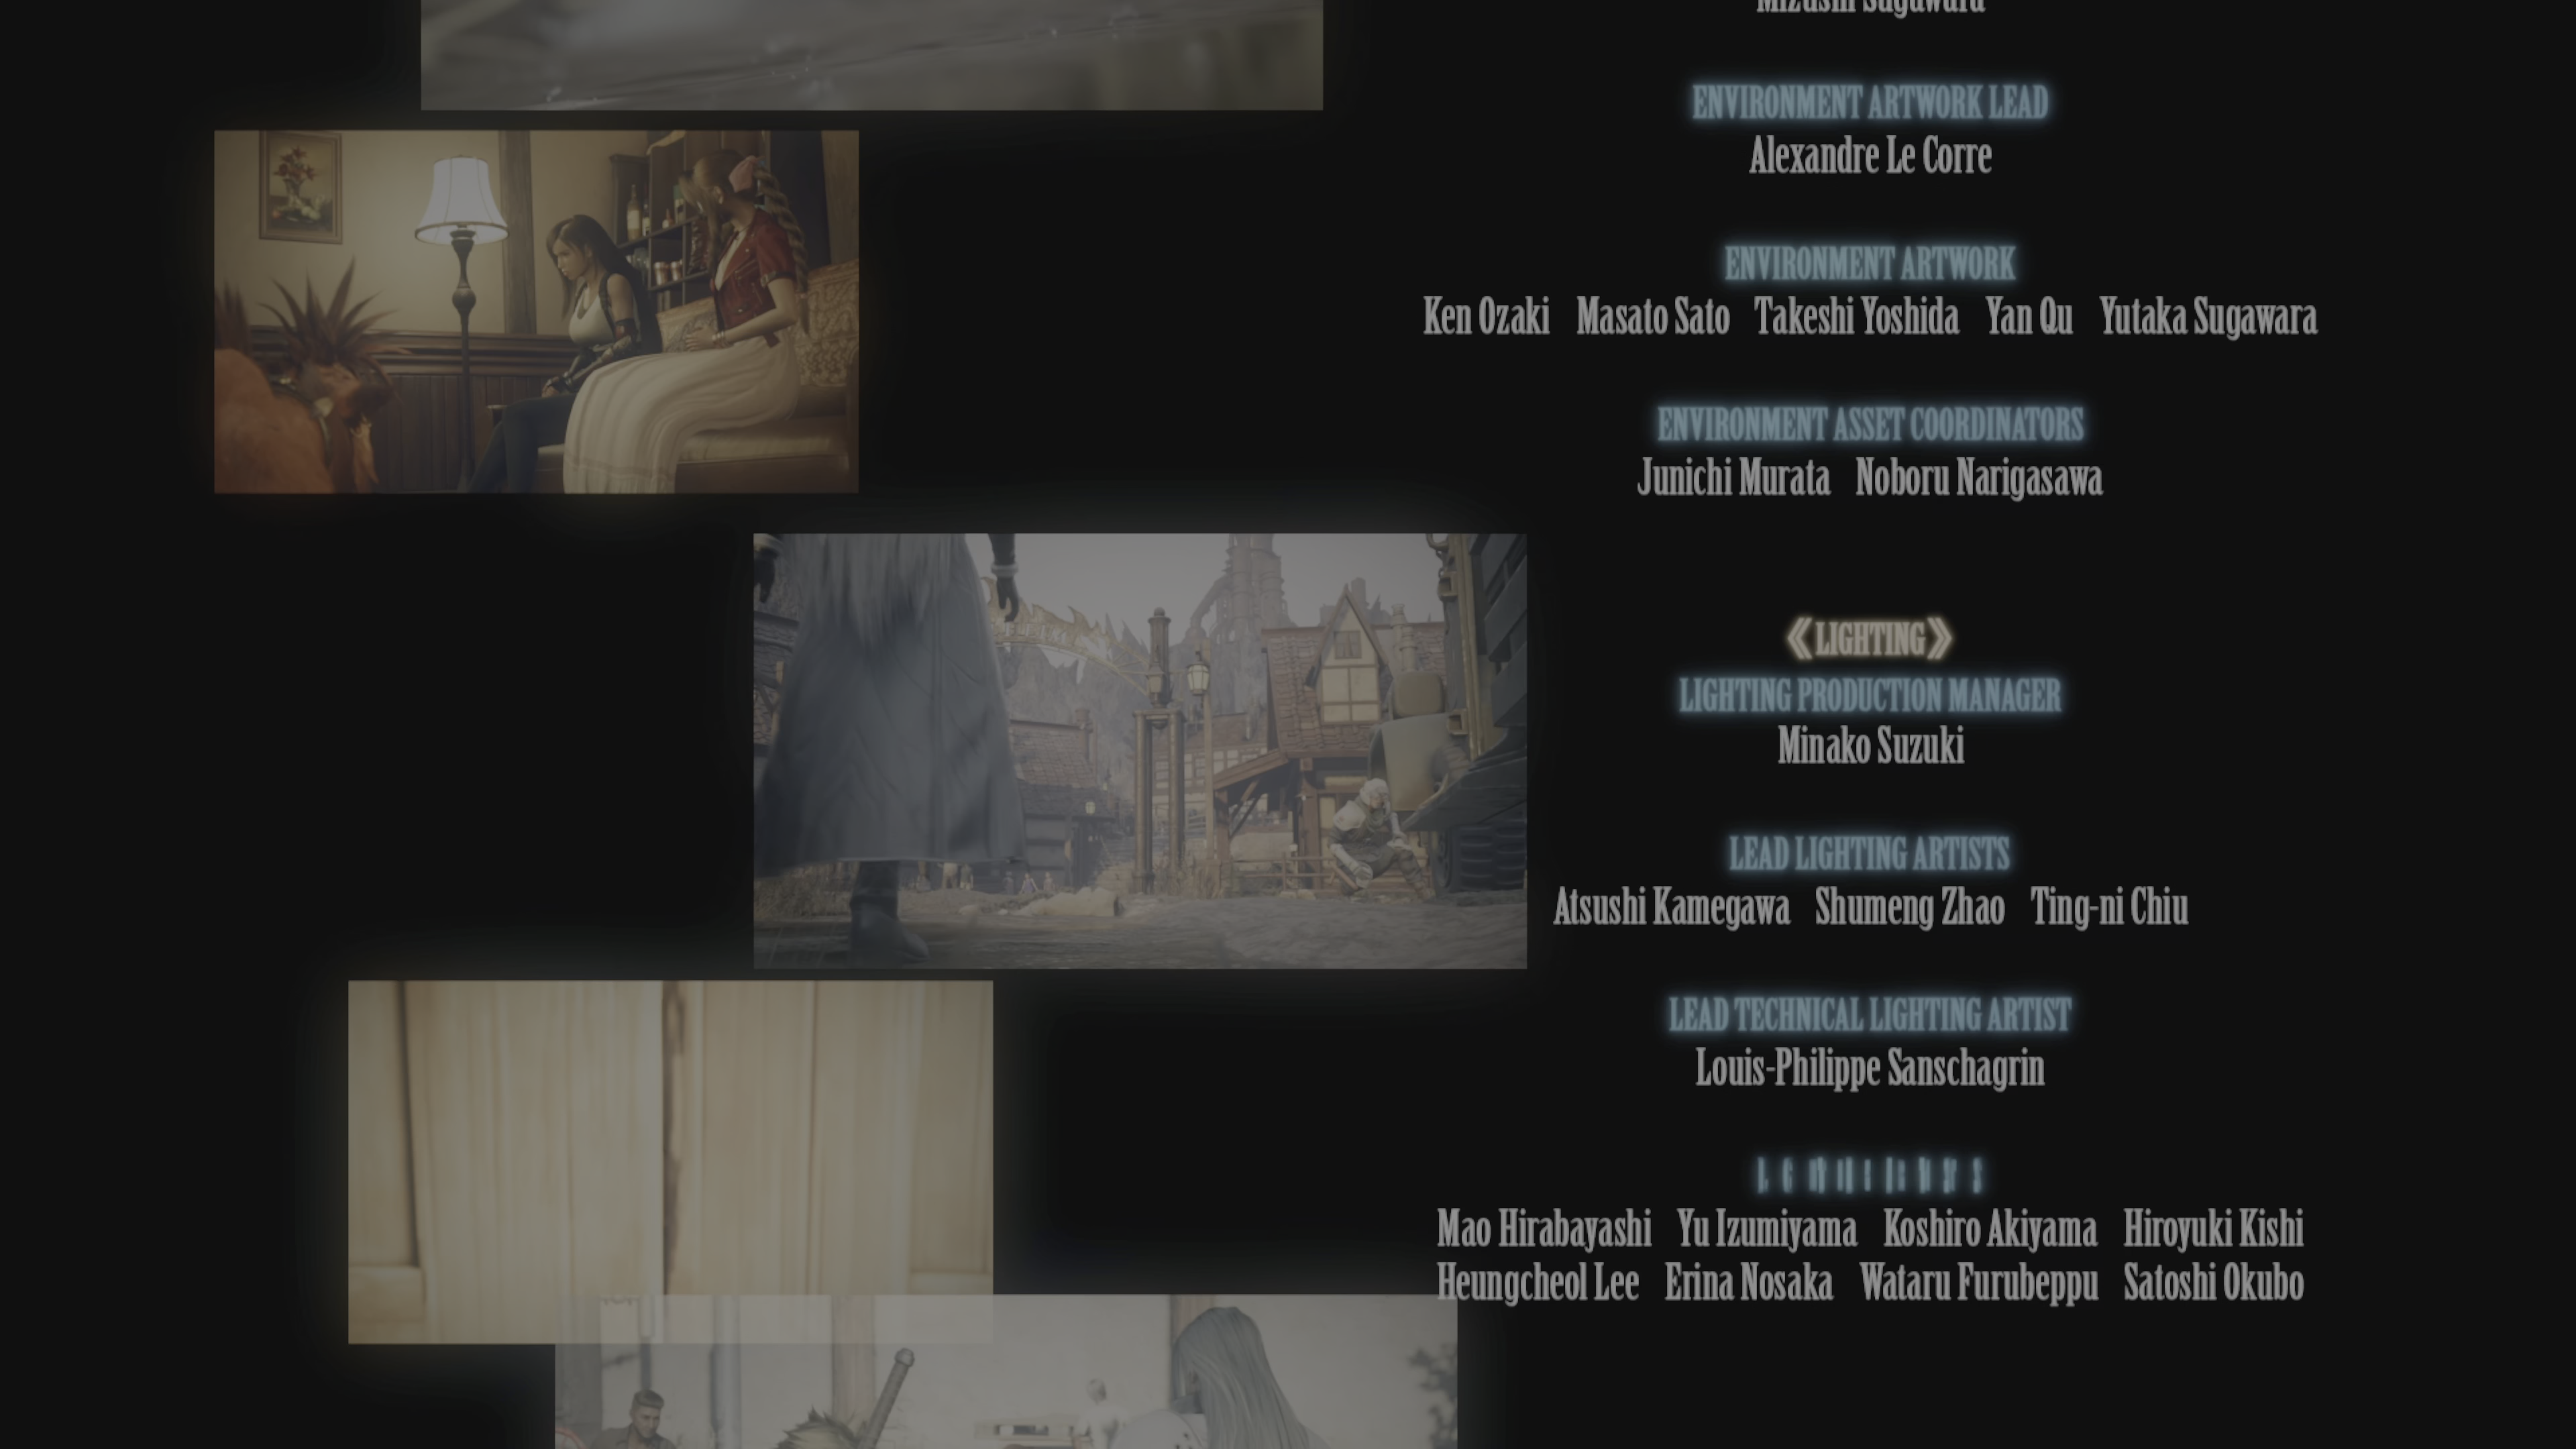 ENVIRONMENT ARTWORK LEAD
Alexandre Le Corre
ENVIRONMENT ARTWORK
Ken Ozaki Masato Sato Takeshi Yoshida Yan Qu Yutaka Sugawara
ENVIRONMENT ASSET COORDINATORS
Junichi Murata Noboru Narigasawa
《LIGHTING》
LIGHTING PRODUCTION MANAGER
Minako Suzuki
LEAD LIGHTING ARTISTS
Atsushi Kamegawa Shumeng Zhao Ting-ni Chiu
LEAD TECHNICAL LIGHTING ARTIST
Louis-Philippe Sanschagrin
Mao Hirabayashi Yu Izumiyama Koshiro Akiyama Hiroyuki Kishi
Heungcheol Lee Erina Nosaka Wataru Furubeppu Satoshi Okubo